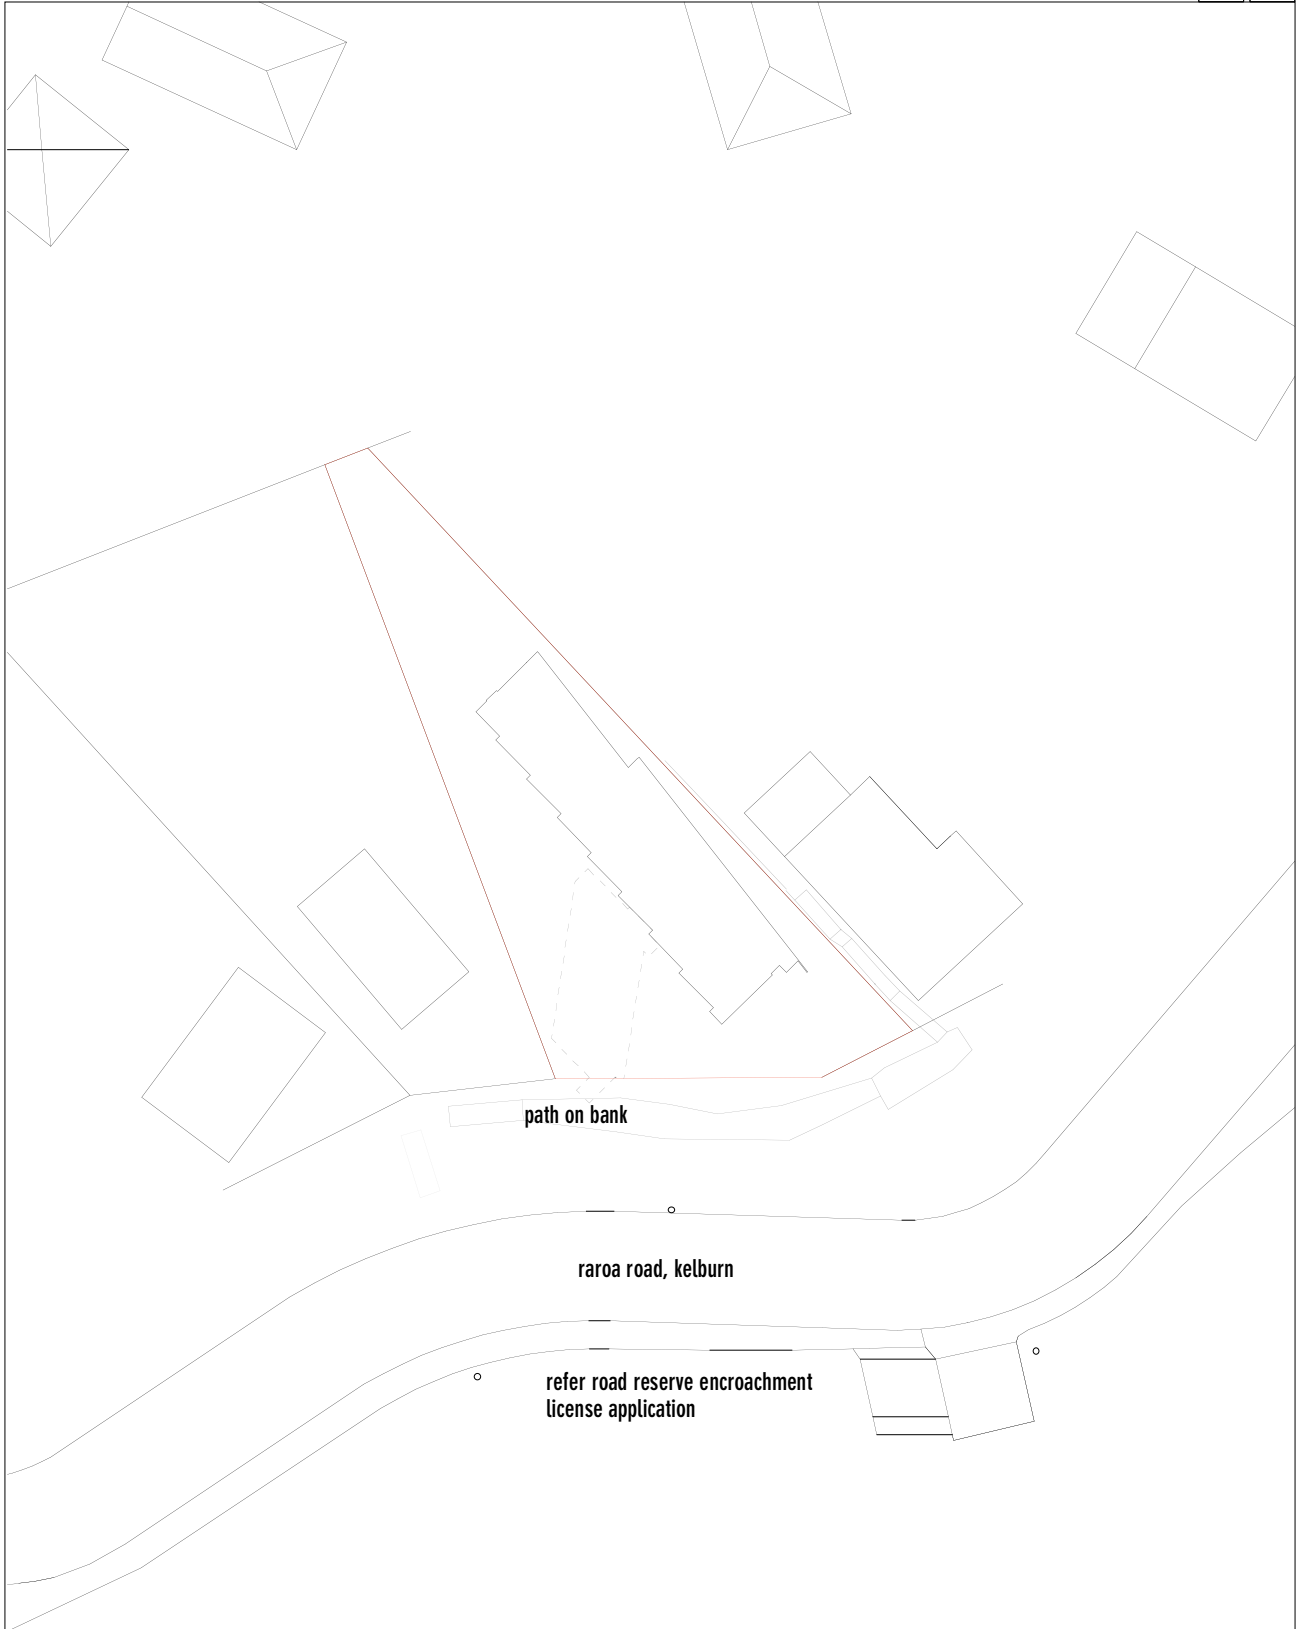 path on bank
raroa road, kelburn
refer road reserve encroachment
license application